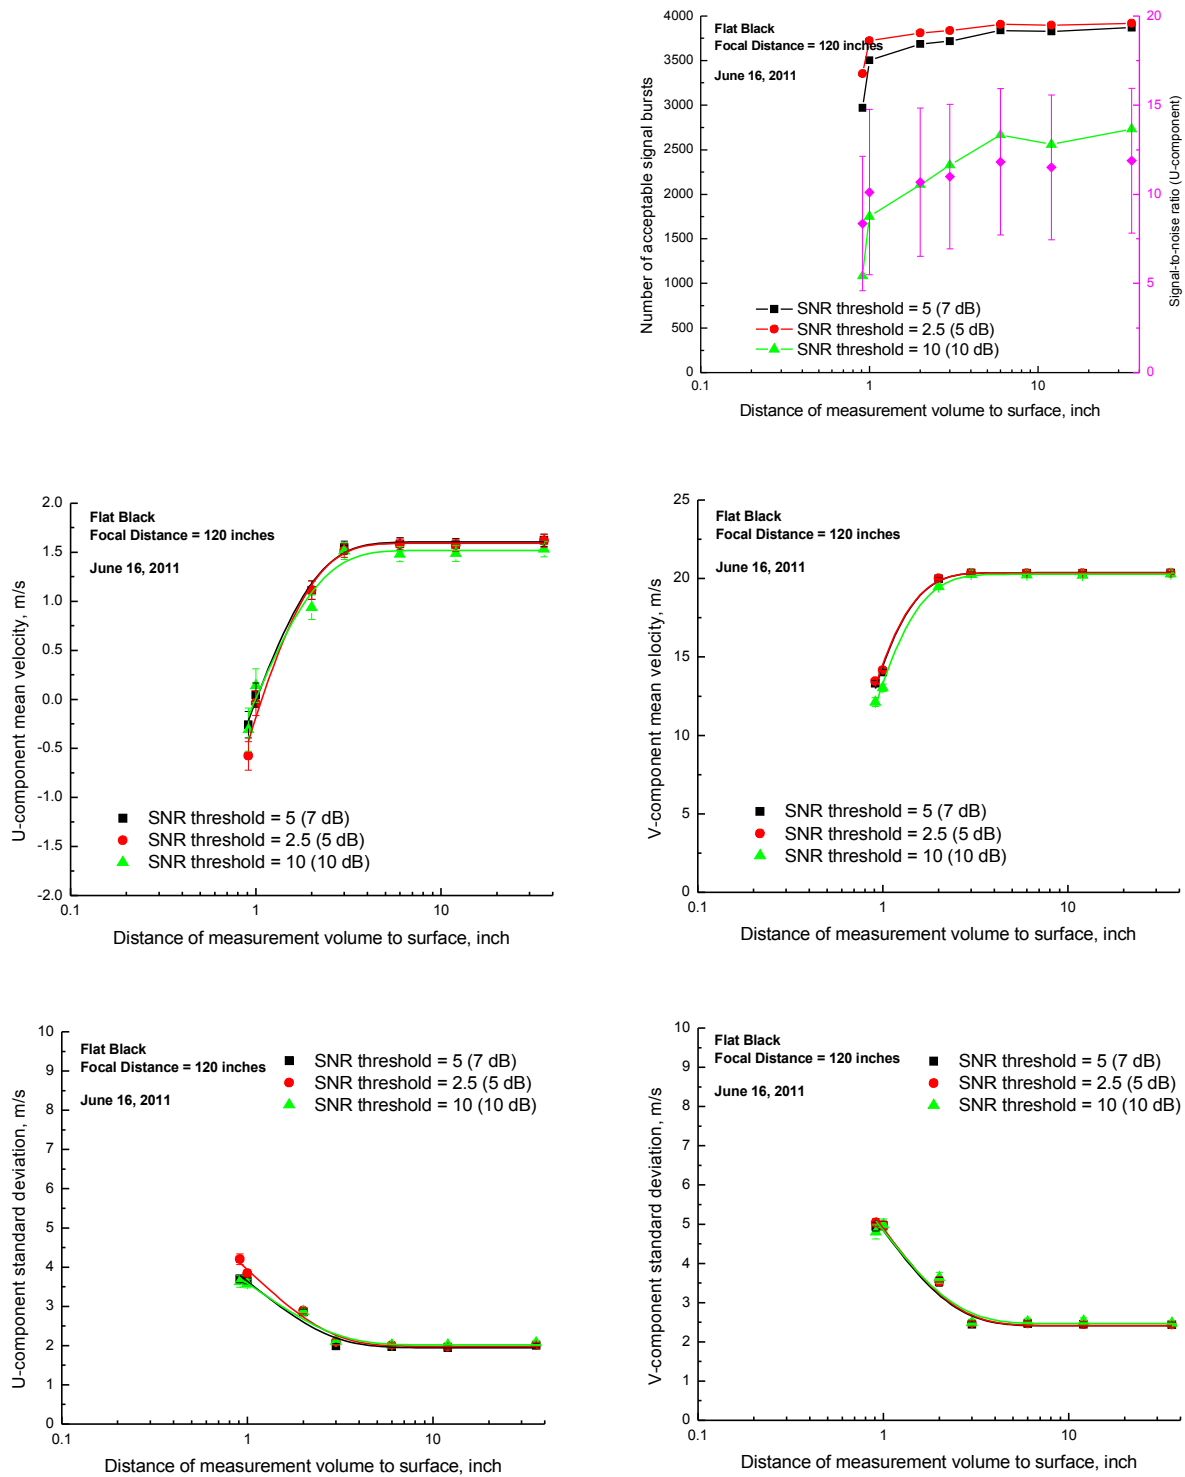 Flat Black
Focal Distance = 120 inches
June 16, 2011
4000
3500
3000
2500
2000
1500
1000
500
0
20
15
10
5
0
Number of acceptable signal bursts
Signal-to-noise ratio (U-component)
SNR threshold = 5 (7 dB)
SNR threshold = 2.5 (5 dB)
SNR threshold = 10 (10 dB)
0.1 1 10
Distance of measurement volume to surface, inch
Flat Black
Focal Distance = 120 inches
June 16, 2011
2.0
1.5
1.0
0.5
0.0
-0.5
-1.0
-1.5
-2.0
U-component mean velocity, m/s
SNR threshold = 5 (7 dB)
SNR threshold = 2.5 (5 dB)
SNR threshold = 10 (10 dB)
0.1 1 10
Distance of measurement volume to surface, inch
Flat Black
Focal Distance = 120 inches
June 16, 2011
25
20
15
10
5
0
V-component mean velocity, m/s
SNR threshold = 5 (7 dB)
SNR threshold = 2.5 (5 dB)
SNR threshold = 10 (10 dB)
0.1 1 10
Distance of measurement volume to surface, inch
Flat Black
Focal Distance = 120 inches
June 16, 2011
SNR threshold = 5 (7 dB)
SNR threshold = 2.5 (5 dB)
SNR threshold = 10 (10 dB)
10
9
8
7
6
5
4
3
2
1
0
U-component standard deviation, m/s
0.1 1 10
Distance of measurement volume to surface, inch
Flat Black
Focal Distance = 120 inches
June 16, 2011
SNR threshold = 5 (7 dB)
SNR threshold = 2.5 (5 dB)
SNR threshold = 10 (10 dB)
10
9
8
7
6
5
4
3
2
1
0
V-component standard deviation, m/s
0.1 1 10
Distance of measurement volume to surface, inch